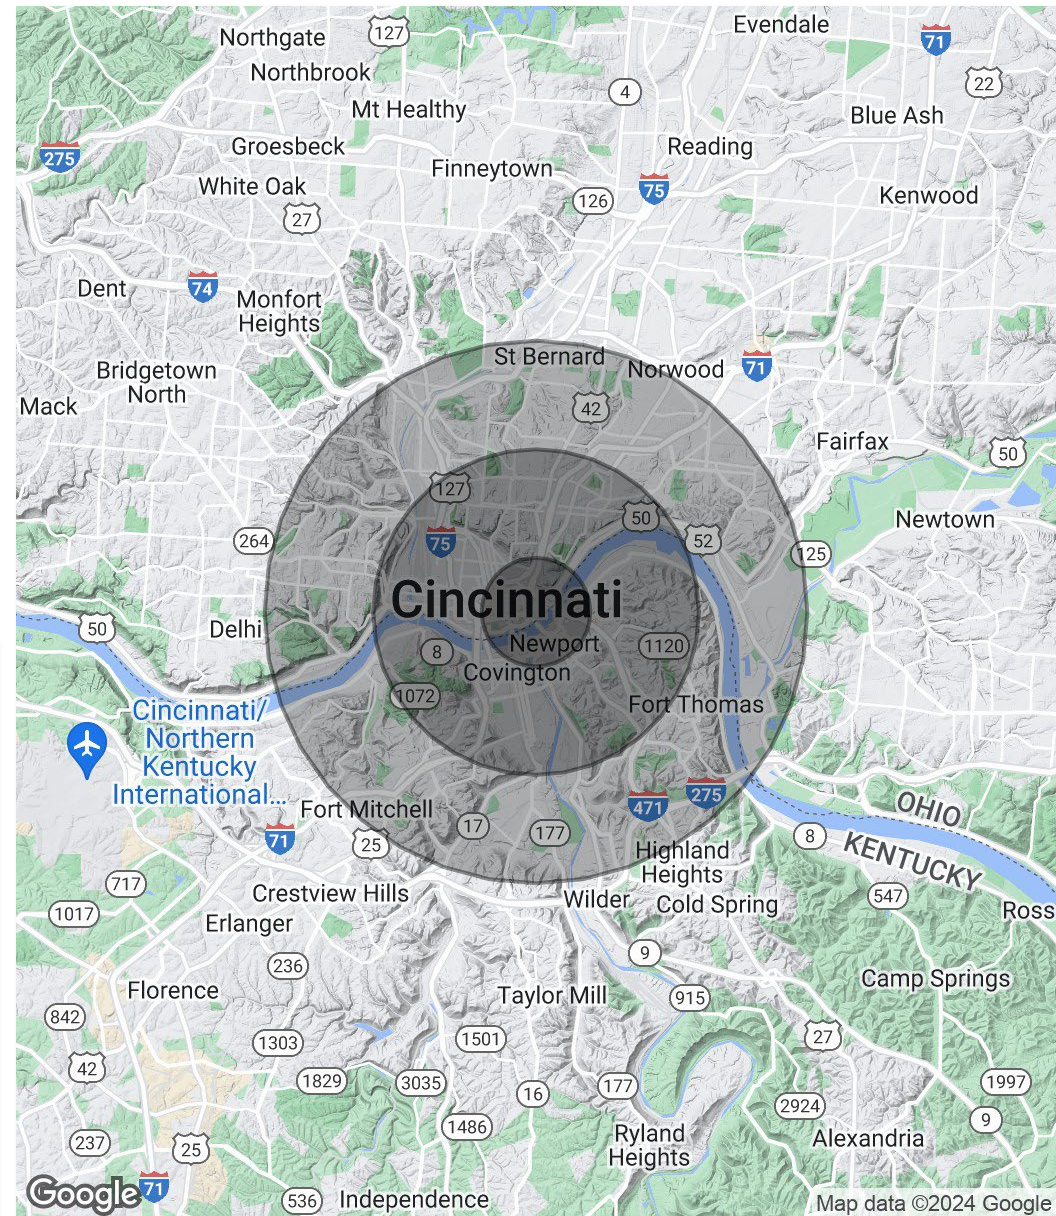 Northgate
127
Evendale
71
Northbrook
22
4
Mt Healthy
Blue Ash
Groesbeck
Reading
275
Finneytown
White Oak
75
Kenwood
126
27
Dent
74
Monfort
Heights
St Bernard
Norwood
71
Bridgetown
North
Mack
42
Fairfax
50
127
50
Newtown
264
75
52
125
Cincinnati
50
Delhi
8
Newport
1120
Covington
1072
Fort Thomas
Cincinnati/
Northern
Kentucky
International...
275
471
Fort Mitchell
OHIO
17
177
8
71
25
KENTUCKY
Highland
Heights
717
Crestview Hills
547
Wilder
Cold Spring
1017
Ross
Erlanger
9
236
Camp Springs
Florence
Taylor Mill
915
842
27
1501
1303
42
1829
3035
177
1997
16
2924
9
1486
237
25
Ryland
Heights
Alexandria
71
Google
536
Independence
Map data ©2024 Google